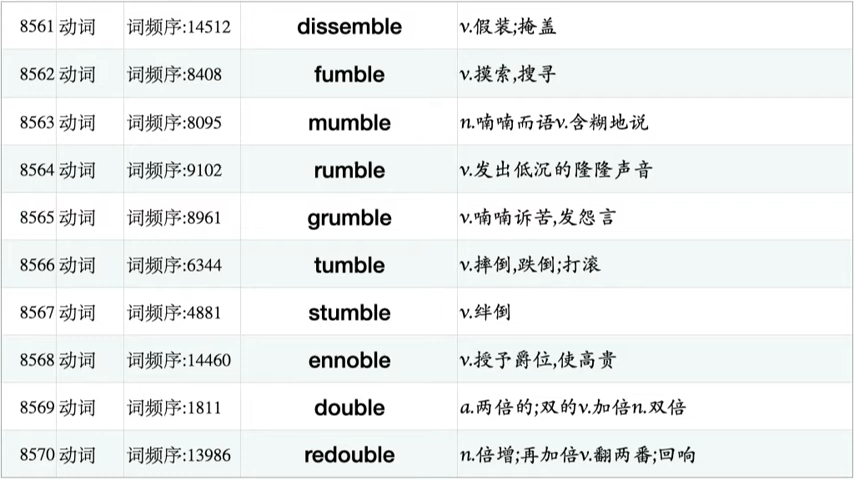 8561 动词 词频序:14512 dissemble v.假装;掩盖
8562 动词 词频序:8408 fumble v.摸索,搜寻
8563 动词 词频序:8095 mumble n.喃喃而语v.含糊地说
8564 动词 词频序:9102 rumble v.发出低沉的隆隆声音
8565 动词 词频序:8961 grumble v.喃喃诉苦,发怨言
8566 动词 词频序:6344 tumble v.摔倒,跌倒;打滚
8567 动词 词频序:4881 stumble v.绊倒
8568 动词 词频序:14460 ennoble v.授予爵位,使高贵
8569 动词 词频序:1811 double a.两倍的;双的v.加倍n.双倍
8570 动词 词频序:13986 redouble n.倍增;再加倍v.翻两番;回响